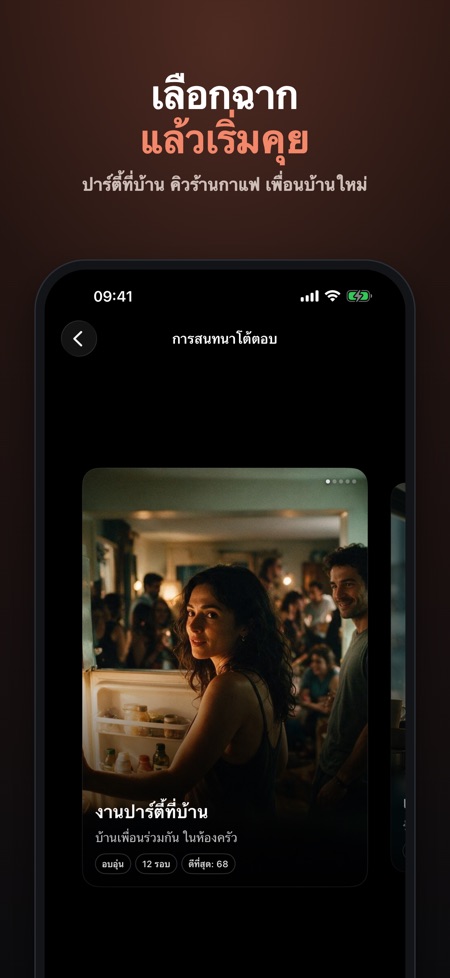 เลือกฉาก
แล้วเริ่มคุย
ปาร์ตี้ที่บ้าน คิวร้านกาแฟ เพื่อนบ้านใหม่
09:41
การสนทนาโต้ตอบ
งานปาร์ตี้ที่บ้าน
บ้านเพื่อนร่วมกัน ในห้องครัว
อบอุ่น
12 รอบ
ดีที่สุด: 68